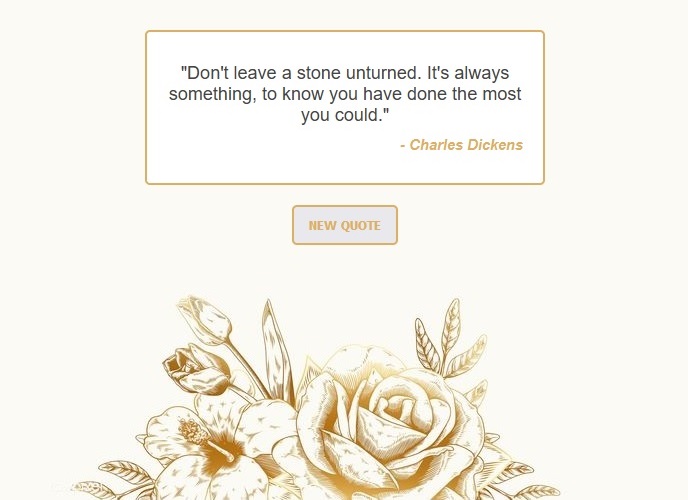 "Don't leave a stone unturned. It's always
something, to know you have done the most
you could."
- Charles Dickens
NEW QUOTE